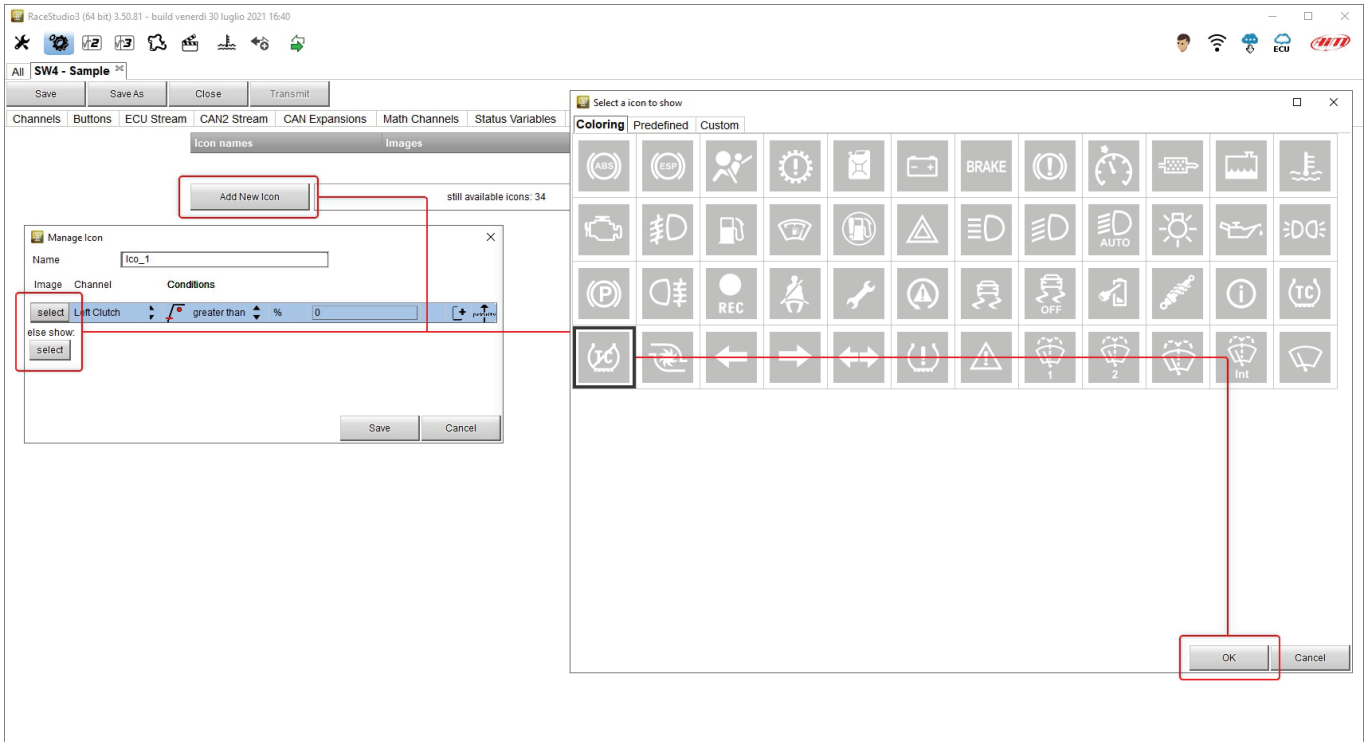 RaceStudio3 (64 bit) 3.50.81 - build venerdì 30 luglio 2021 16:40
2 3 ECU AiM
All SW4 - Sample
Save Save As Close Transmit
Channels Buttons ECU Stream CAN2 Stream CAN Expansions Math Channels Status Variables
Icon names Images
Add New Icon still available icons: 34
Manage Icon
Name Ico_1
Image Channel Conditions
select Left Clutch greater than % 0
else show:
select
Save Cancel
Select a icon to show
Coloring Predefined Custom
ABS ESP BRAKE
AUTO
P REC OFF TC
TC 1 2 Int
OK Cancel